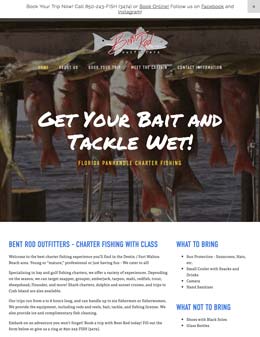 Book Your Trip Now! Call 850-243-FISH (3474) or Book Online! Follow us on Facebook and
Instagram!
x
Bent Rod
HOME ABOUT US BOOK YOUR TRIP MEET THE CAPTAIN CONTACT INFORMATION
Get Your Bait and
Tackle Wet!
FLORIDA PANHANDLE CHARTER FISHING
BENT ROD OUTFITTERS - CHARTER FISHING WITH CLASS
Welcome to the best charter fishing experience you'll find in the Destin / Fort Walton
Beach area. Young or "mature," professional or just having fun - We cater to all!
Specializing in bay and gulf fishing charters, we offer a variety of experiences. Depending
on the season, we can target snapper, grouper, amberjack, tarpon, mahi, redfish, trout,
sheepshead, flounder, and more! Shark charters, dolphin and sunset cruises, and trips to
Crab Island are also available.
Our trips run from 4 to 8 hours long, and can handle up to six fishermen or fisherwomen.
We provide the equipment, including rods and reels, bait, tackle, and fishing license. We
also provide ice and complimentary fish cleaning.
Embark on an adventure you won't forget! Book a trip with Bent Rod today! Fill out the
form below or give us a ring at 850-243-FISH (3474).
WHAT TO BRING
Sun Protection - Sunscreen, Hats,
etc.
Small Cooler with Snacks and
Drinks
Camera
Hand Sanitizer
WHAT NOT TO BRING
Shoes with Black Soles
Glass Bottles